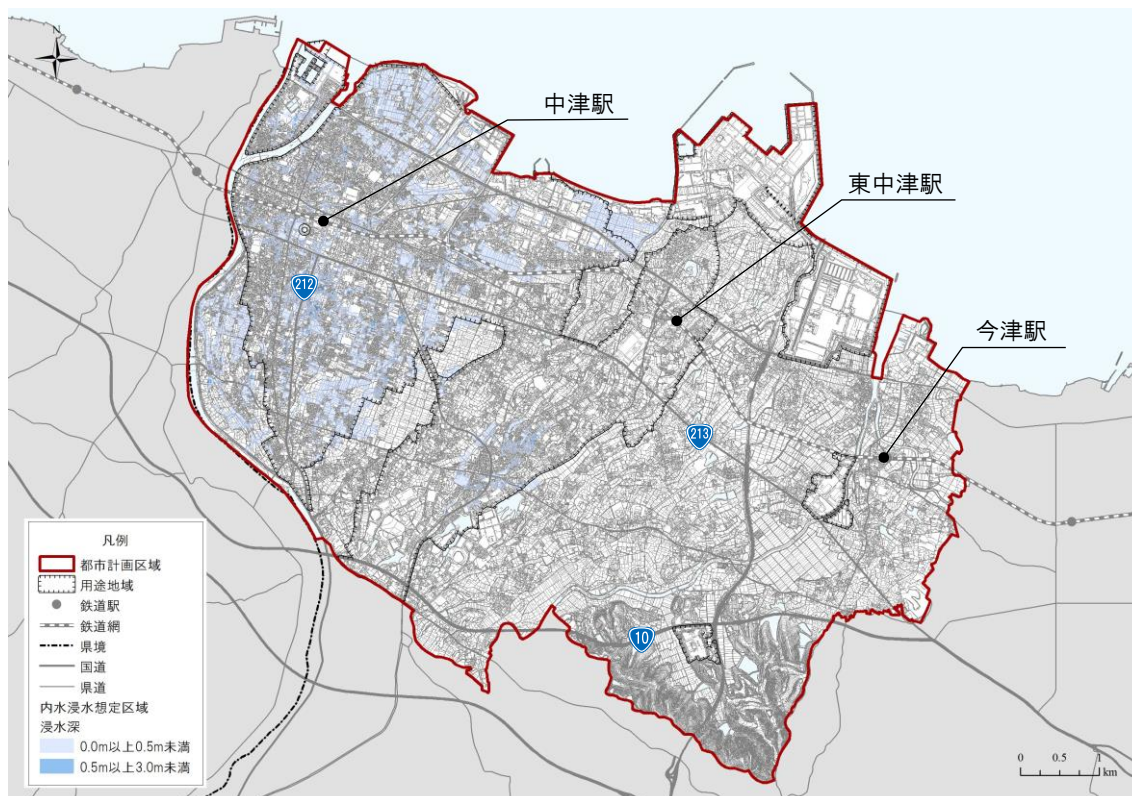 N
中津駅
東中津駅
今津駅
212
213
10
凡例
都市計画区域
用途地域
鉄道駅
鉄道網
県境
国道
県道
内水浸水想定区域
浸水深
0.0m以上0.5m未満
0.5m以上3.0m未満
0 0.5 1
km